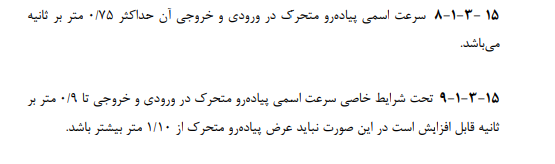 ۱۵ -۳-۱-۸ سرعت اسمی پیاده‌رو متحرک در ورودی و خروجی آن حداکثر ۰/۷۵ متر بر ثانیه
می‌باشد.
۱۵-۳-۱-۹ تحت شرایط خاصی سرعت اسمی پیاده‌رو متحرک در ورودی و خروجی تا ۰/۹ متر بر
ثانیه قابل افزایش است در این صورت نباید عرض پیاده‌رو متحرک از ۱/۱۰ متر بیشتر باشد.